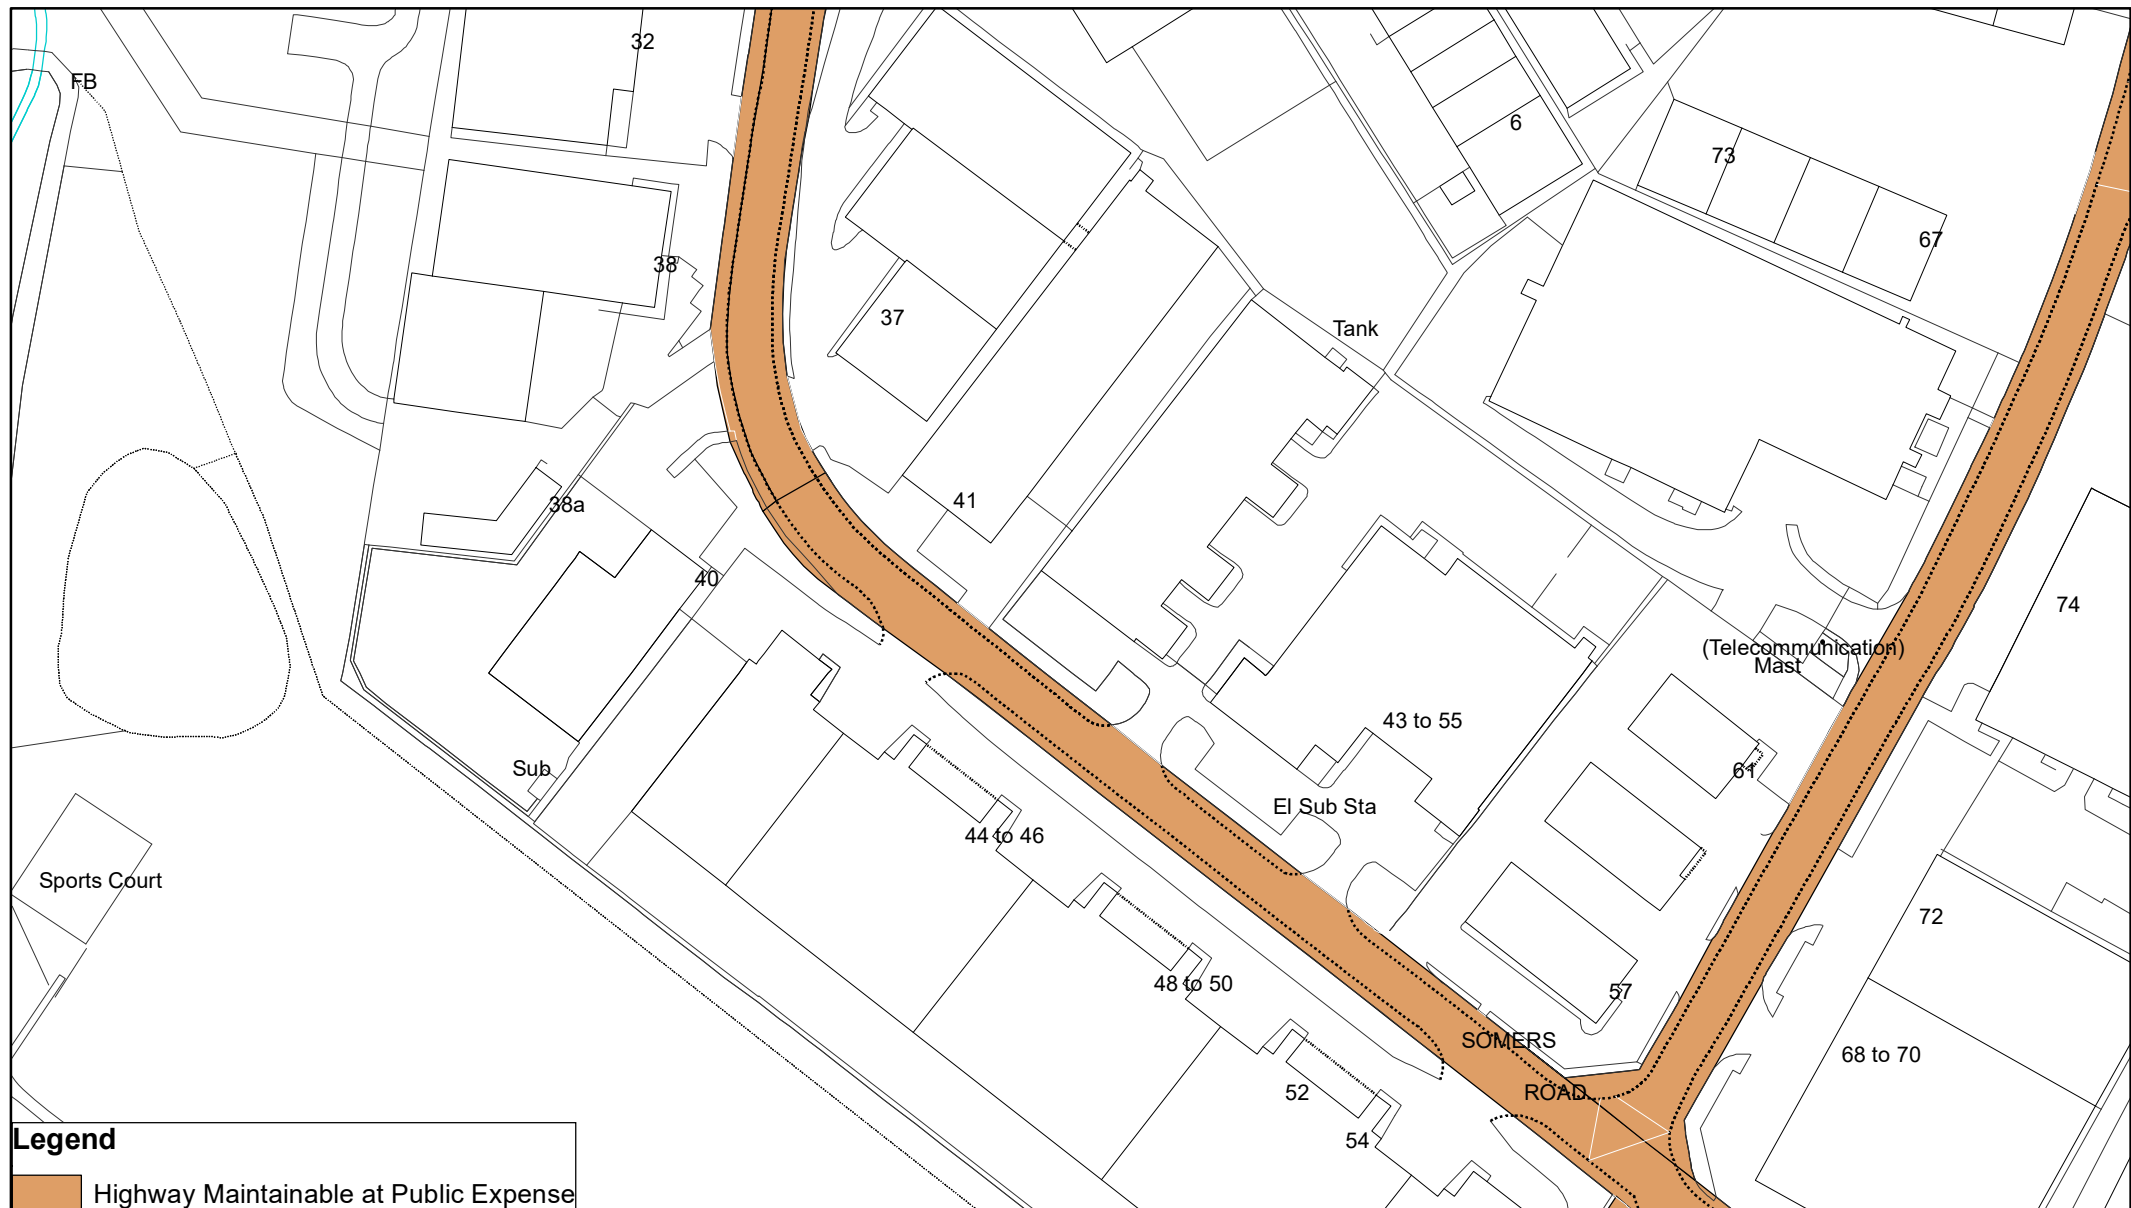 32
FB
6
73
67
38
37
Tank
41
38a
40
74
(Telecommunication)
Mast
43 to 55
Sub
61
El Sub Sta
44 to 46
Sports Court
72
48 to 50
57
SOMERS
ROAD
68 to 70
52
54
Legend
Highway Maintainable at Public Expense